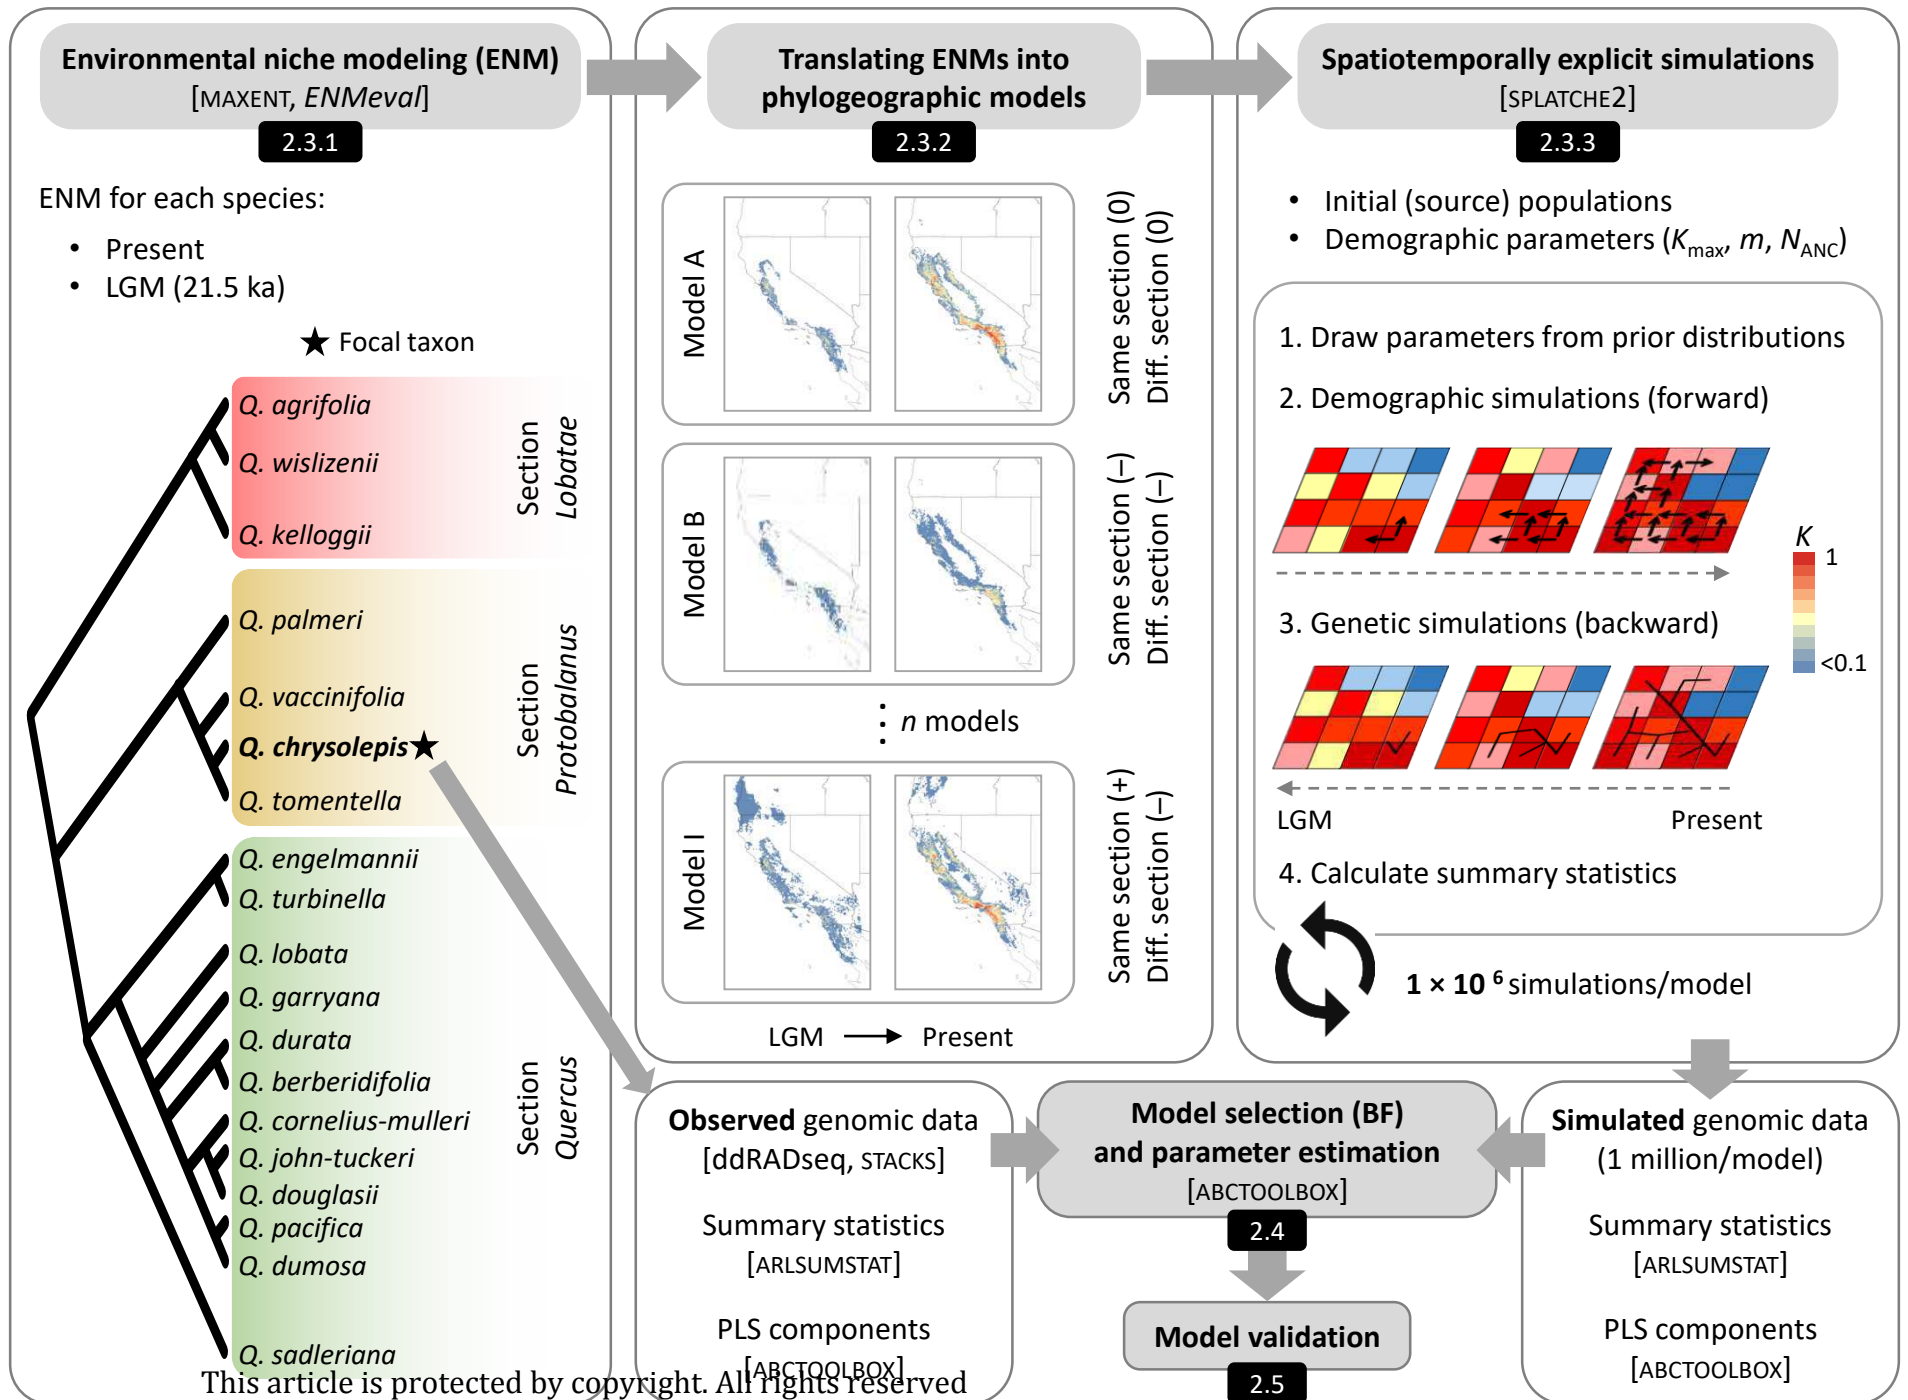 Environmental niche modeling (ENM)
[MAXENT, ENMeval]
2.3.1
ENM for each species:
• Present
• LGM (21.5 ka)
★ Focal taxon
Q. agrifolia
Q. wislizenii
Q. kelloggii
Section
Lobatae
Q. palmeri
Q. vaccinifolia
Q. chrysolepis
Q. tomentella
Section
Protobalanus
Q. engelmannii
Q. turbinella
Q. lobata
Q. garryana
Q. durata
Q. berberidifolia
Q. cornelius-mulleri
Q. john-tuckeri
Q. douglasii
Q. pacifica
Q. dumosa
Q. sadleriana
Section
Quercus
Translating ENMs into
phylogeographic models
2.3.2
Model A
Same section (0)
Diff. section (0)
Model B
Same section (–)
Diff. section (–)
n models
Model I
Same section (+)
Diff. section (–)
LGM → Present
Spatiotemporally explicit simulations
[SPLATCHE2]
2.3.3
• Initial (source) populations
• Demographic parameters (Kmax, m, NANC)
1. Draw parameters from prior distributions
2. Demographic simulations (forward)
K
1
<0.1
3. Genetic simulations (backward)
LGM Present
4. Calculate summary statistics
1 × 10 6 simulations/model
Observed genomic data
[ddRADseq, STACKS]
Summary statistics
[ARLSUMSTAT]
PLS components
[ABCTOOLBOX]
Model selection (BF)
and parameter estimation
[ABCTOOLBOX]
2.4
Model validation
2.5
Simulated genomic data
(1 million/model)
Summary statistics
[ARLSUMSTAT]
PLS components
[ABCTOOLBOX]
This article is protected by copyright. All rights reserved